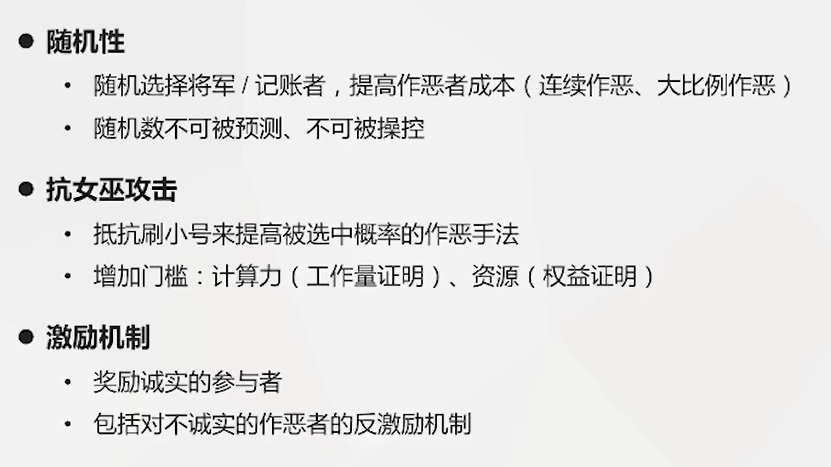 ● 随机性
• 随机选择将军 / 记账者，提高作恶者成本（连续作恶、大比例作恶）
• 随机数不可被预测、不可被操控
● 抗女巫攻击
• 抵抗刷小号来提高被选中概率的作恶手法
• 增加门槛：计算力（工作量证明）、资源（权益证明）
● 激励机制
• 奖励诚实的参与者
• 包括对不诚实的作恶者的反激励机制